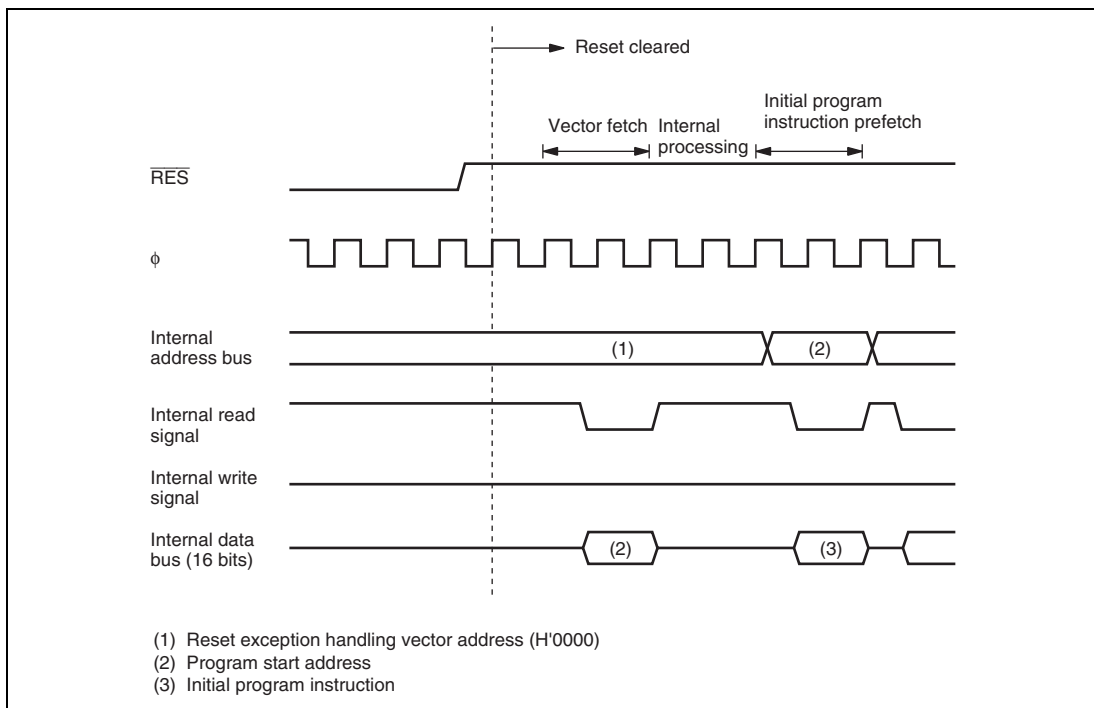 Reset cleared
Initial program
Vector fetch Internal instruction prefetch
processing
RES
ϕ
Internal
address bus
(1)
(2)
Internal read
signal
Internal write
signal
Internal data
bus (16 bits)
(2)
(3)
(1) Reset exception handling vector address (H'0000)
(2) Program start address
(3) Initial program instruction